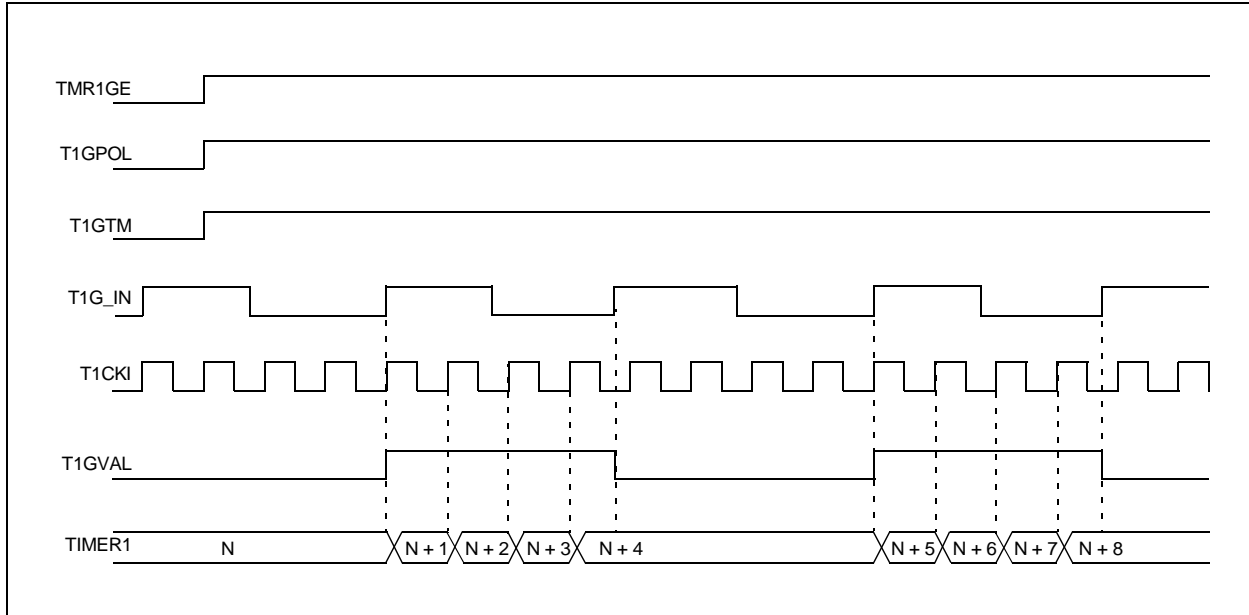 TMR1GE
T1GPOL
T1GTM
T1G_IN
T1CKI
T1GVAL
TIMER1 N N + 1 N + 2 N + 3 N + 4 N + 5 N + 6 N + 7 N + 8